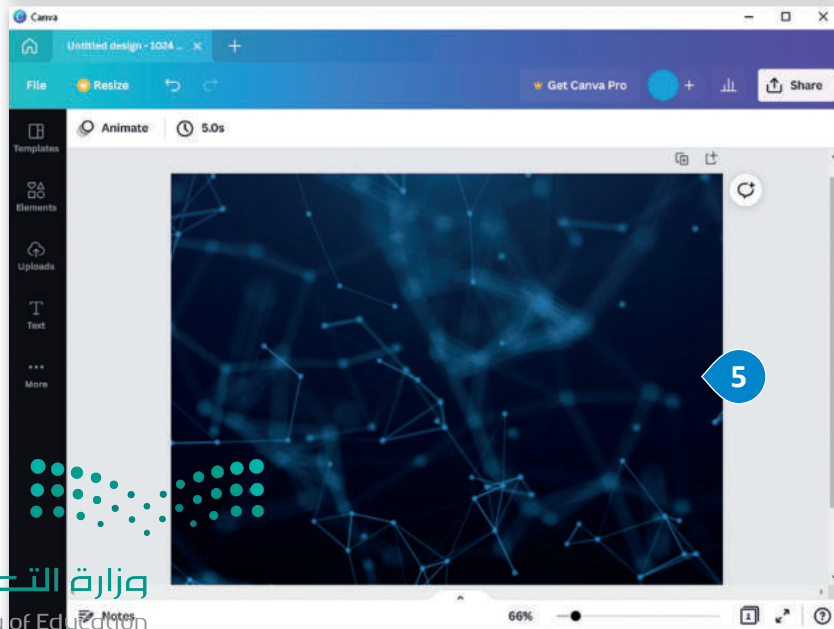 Canva
Untitled design - 1024 ... × +
File Resize Get Canva Pro + Share
Templates Animate 5.0s
Elements
Uploads
Text
More
5
وزارة
of Education
Notes 66% 1